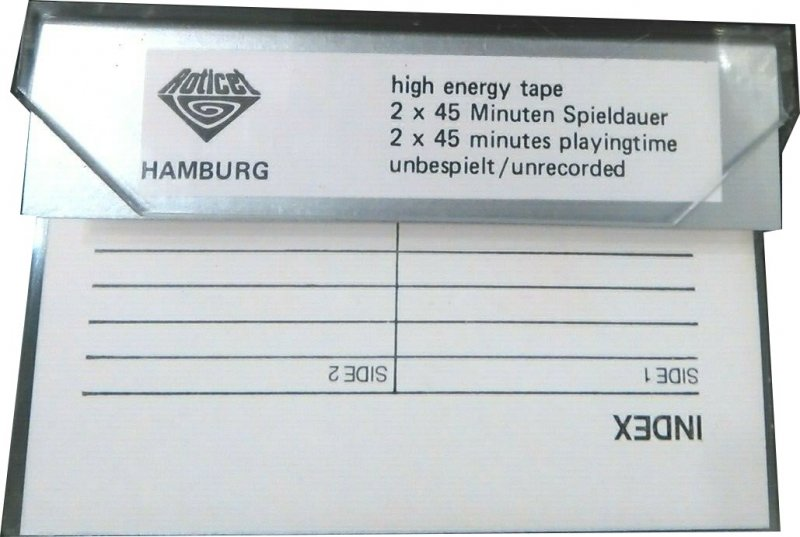 Roticel
HAMBURG
high energy tape
2 x 45 Minuten Spieldauer
2 x 45 minutes playingtime
unbespielt/unrecorded
INDEX
SIDE 1 SIDE 2